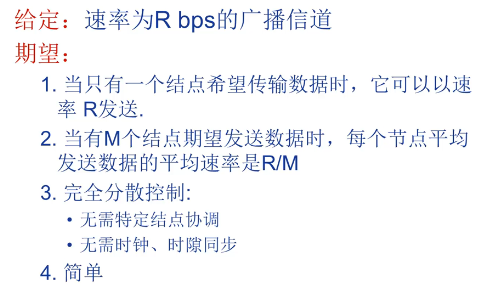 给定：速率为R bps的广播信道
期望：
1. 当只有一个结点希望传输数据时，它可以以速
率 R发送.
2. 当有M个结点期望发送数据时，每个节点平均
发送数据的平均速率是R/M
3. 完全分散控制:
• 无需特定结点协调
• 无需时钟、时隙同步
4. 简单